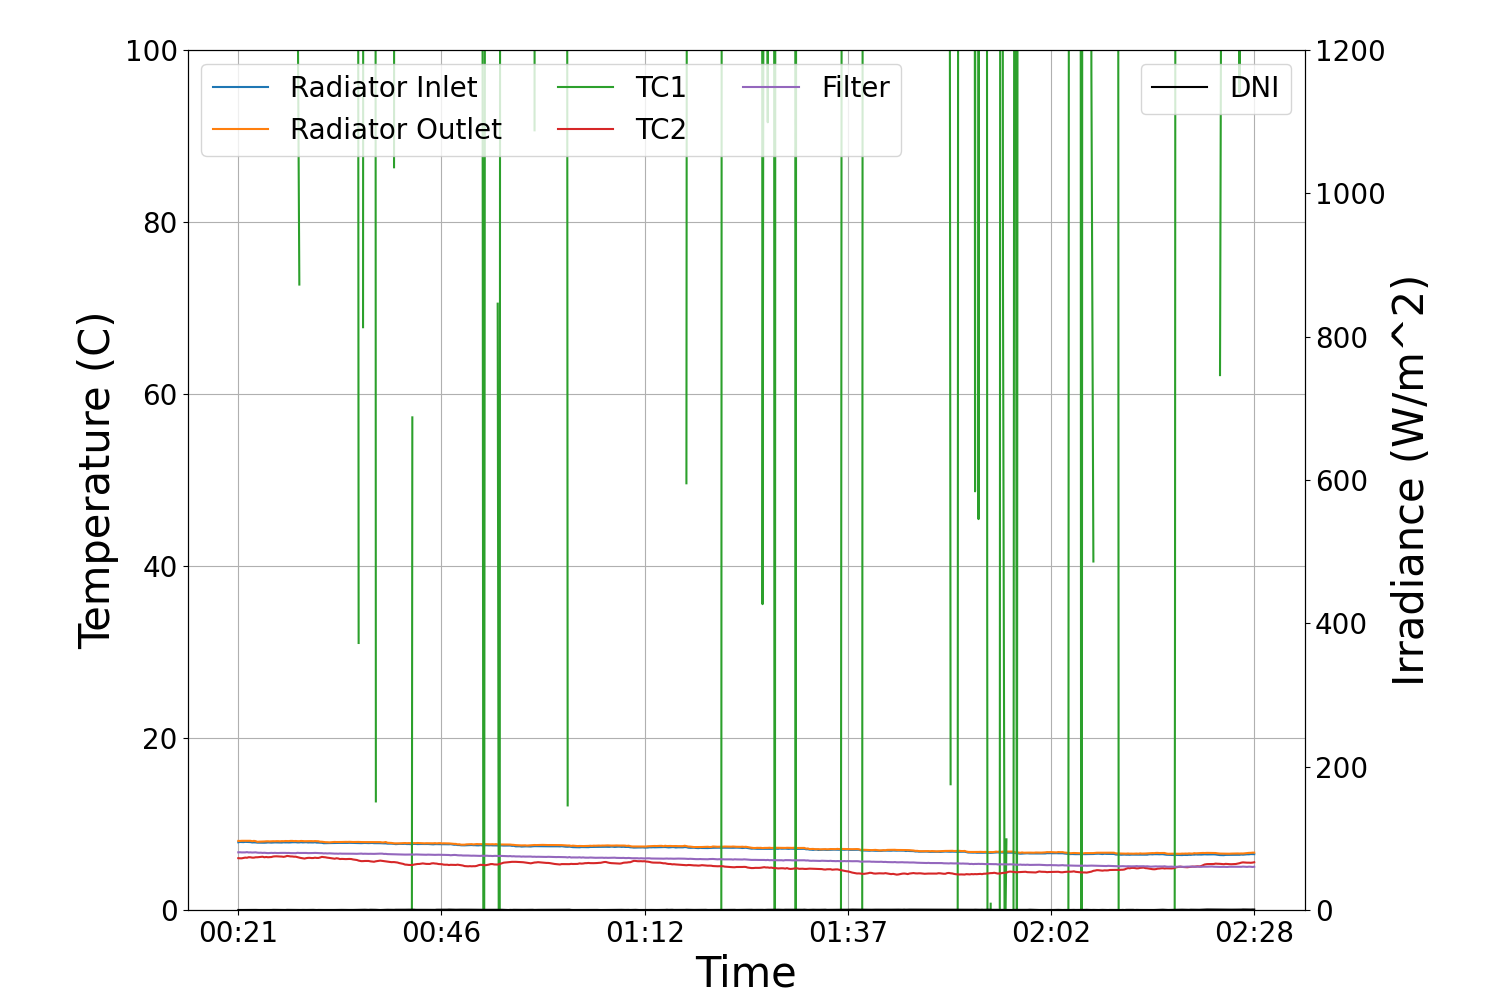 Radiator Inlet
Radiator Outlet
TC1
TC2
Filter
DNI
Temperature (C)
100
80
60
40
20
0
Irradiance (W/m^2)
1200
1000
800
600
400
200
0
00:21 00:46 01:12 01:37 02:02 02:28
Time